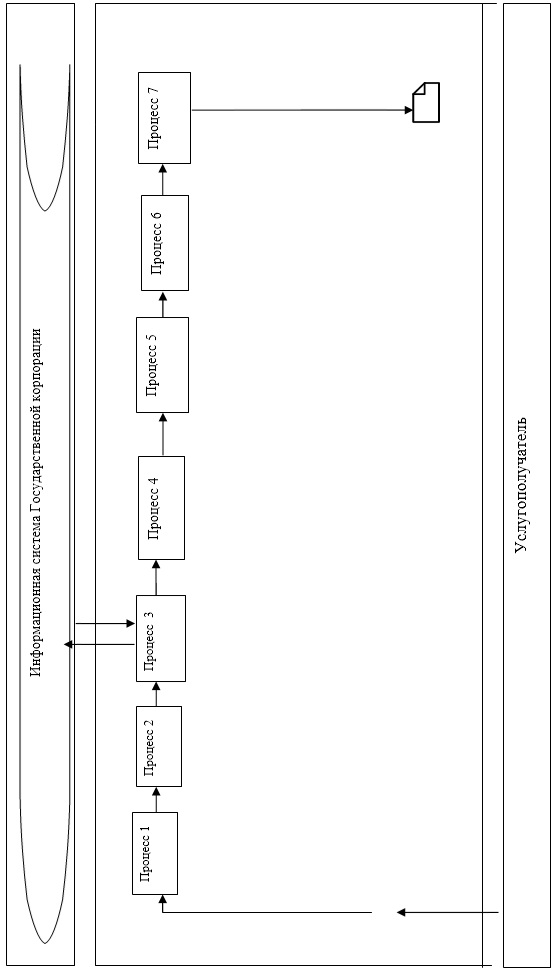 Информационная система Государственной корпорации
Процесс 1
Процесс 2
Процесс 3
Процесс 4
Процесс 5
Процесс 6
Процесс 7
Услугополучатель